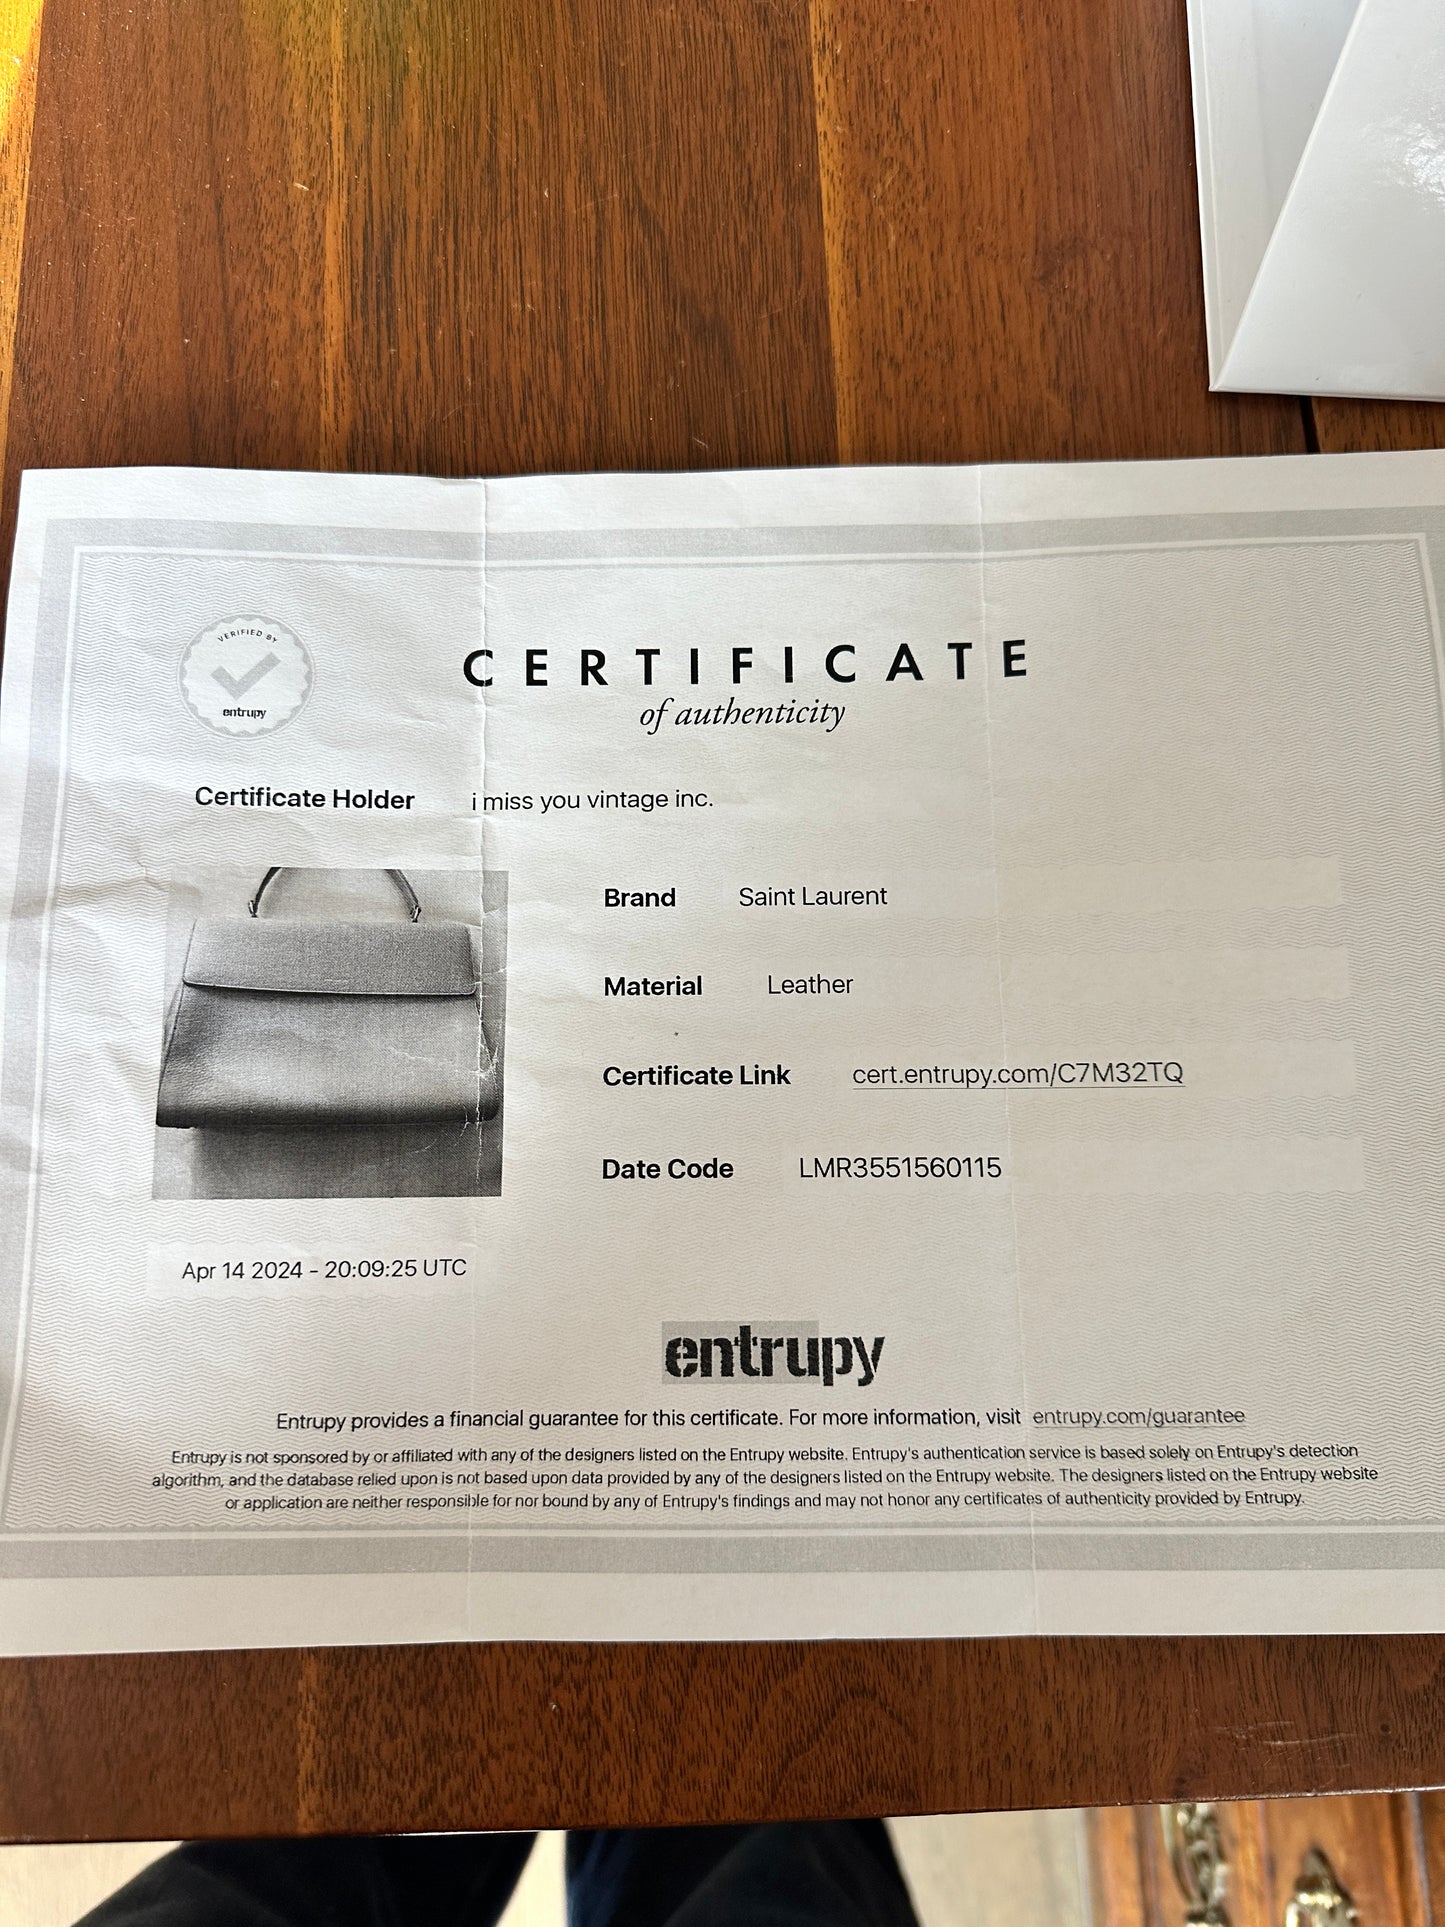 VERIFIED BY
entrupy
CERTIFICATE
of authenticity
Certificate Holder i miss you vintage inc.
Brand Saint Laurent
Material Leather
Certificate Link cert.entrupy.com/C7M32TQ
Date Code LMR3551560115
Apr 14 2024 - 20:09:25 UTC
entrupy
Entrupy provides a financial guarantee for this certificate. For more information, visit entrupy.com/guarantee
Entrupy is not sponsored by or affiliated with any of the designers listed on the Entrupy website. Entrupy's authentication service is based solely on Entrupy's detection
algorithm, and the database relied upon is not based upon data provided by any of the designers listed on the Entrupy website. The designers listed on the Entrupy website
or application are neither responsible for nor bound by any of Entrupy's findings and may not honor any certificates of authenticity provided by Entrupy.